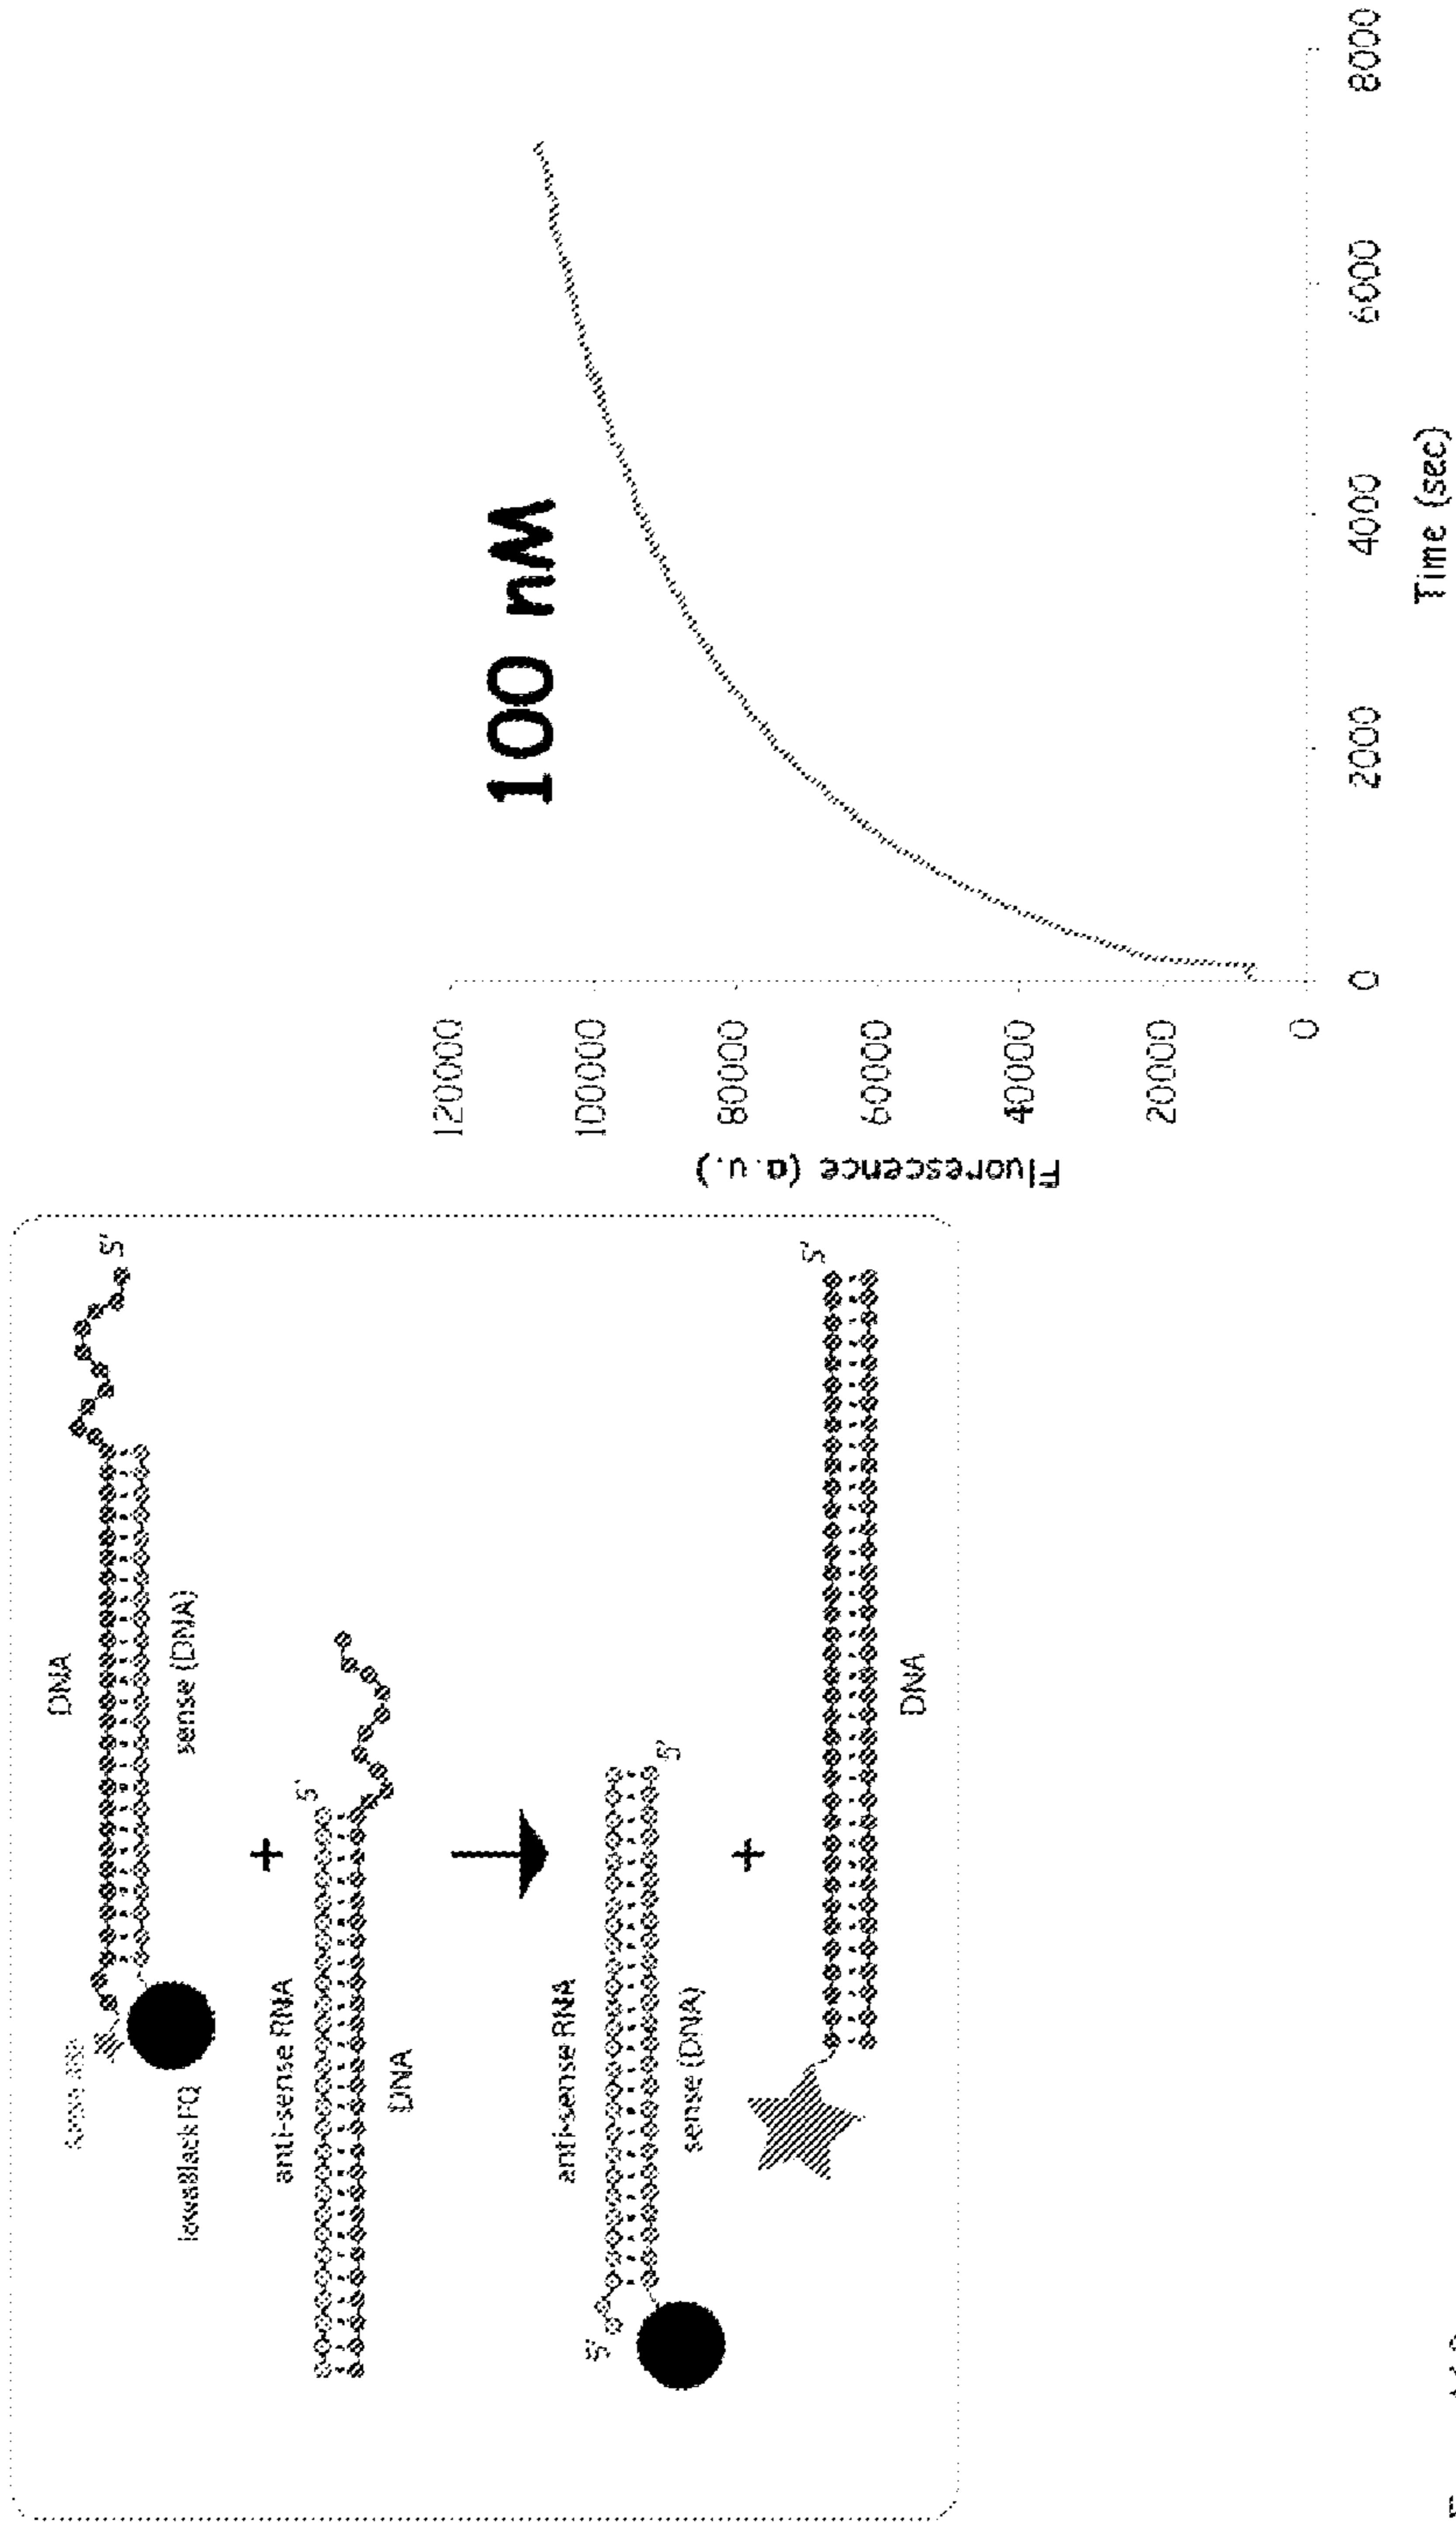 DNA
5'
sense (DNA)
IowaBlack FQ
+
anti-sense RNA
5'
DNA
anti-sense RNA
5'
5'
sense (DNA)
+
5'
DNA
100 nM
Fluorescence (a.u.)
120000
100000
80000
60000
40000
20000
0
0
2000
4000
6000
8000
Time (sec)